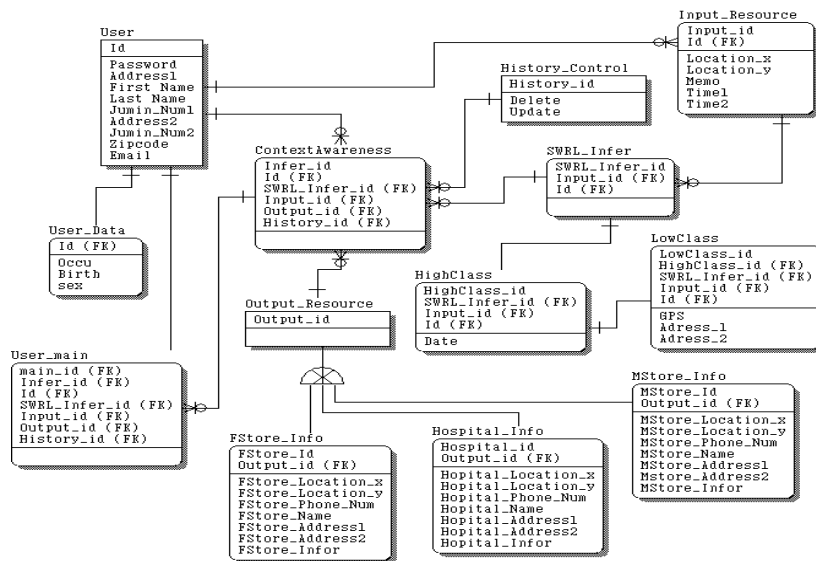 User
Id
Password
Address1
First Name
Last Name
Jumin_Num1
Address2
Jumin_Num2
Zipcode
Email
Input_Resource
Input_id
Id (FK)
Location_x
Location_y
Memo
Time1
Time2
History_Control
History_id
Delete
Update
ContextAwareness
Infer_id
Id (FK)
SWRL_Infer_id (FK)
Input_id (FK)
Output_id (FK)
History_id (FK)
SWRL_Infer
SWRL_Infer_id
Input_id (FK)
Id (FK)
User_Data
Id (FK)
Occu
Birth
sex
HighClass
HighClass_id
SWRL_Infer_id (FK)
Input_id (FK)
Id (FK)
Date
LowClass
LowClass_id
HighClass_id (FK)
SWRL_Infer_id (FK)
Input_id (FK)
Id (FK)
GPS
Adress_1
Adress_2
Output_Resource
Output_id
User_main
main_id (FK)
Infer_id (FK)
Id (FK)
SWRL_Infer_id (FK)
Input_id (FK)
Output_id (FK)
History_id (FK)
FStore_Info
FStore_Id
Output_id (FK)
FStore_Location_x
FStore_Location_y
FStore_Phone_Num
FStore_Name
FStore_Address1
FStore_Address2
FStore_Infor
Hospital_Info
Hospital_id
Output_id (FK)
Hopital_Location_x
Hopital_Location_y
Hopital_Phone_Num
Hopital_Name
Hopital_Address1
Hopital_Address2
Hopital_Infor
MStore_Info
MStore_Id
Output_id (FK)
MStore_Location_x
MStore_Location_y
MStore_Phone_Num
MStore_Name
MStore_Address1
Mstore_Address2
MStore_Infor